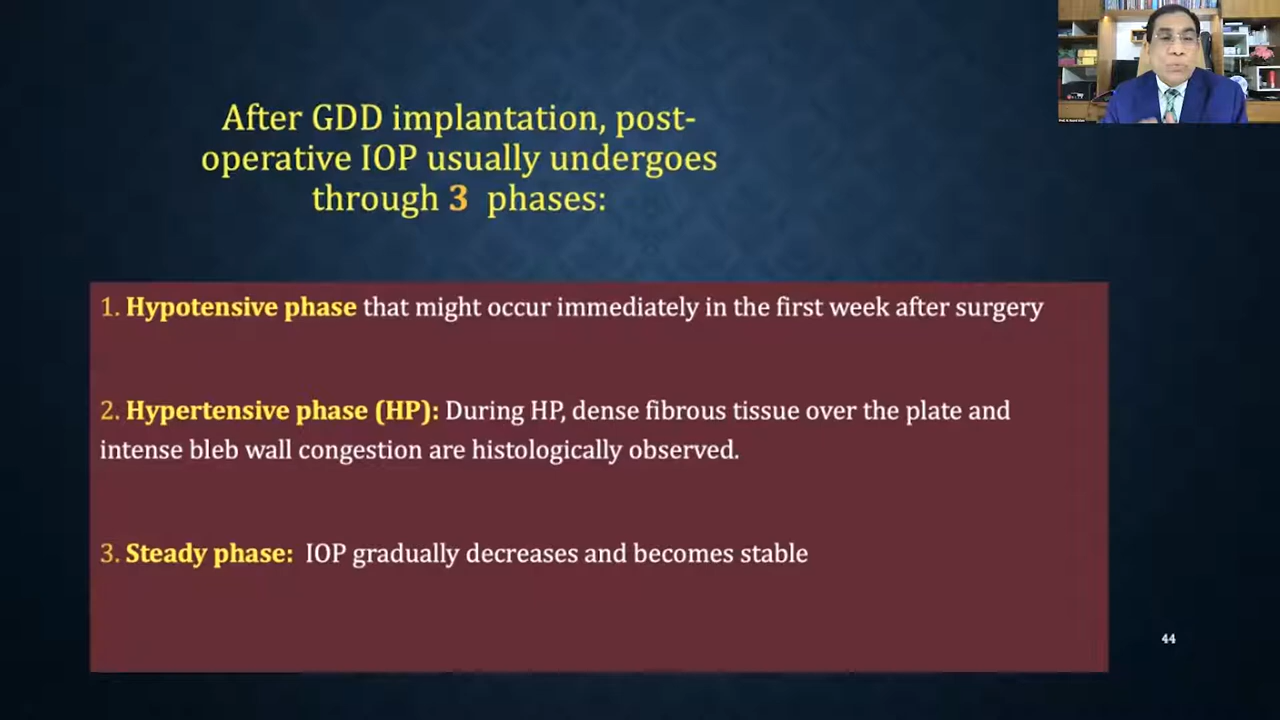 After GDD implantation, post-
operative IOP usually undergoes
through 3 phases:
1. Hypotensive phase that might occur immediately in the first week after surgery
2. Hypertensive phase (HP): During HP, dense fibrous tissue over the plate and
intense bleb wall congestion are histologically observed.
3. Steady phase: IOP gradually decreases and becomes stable
44